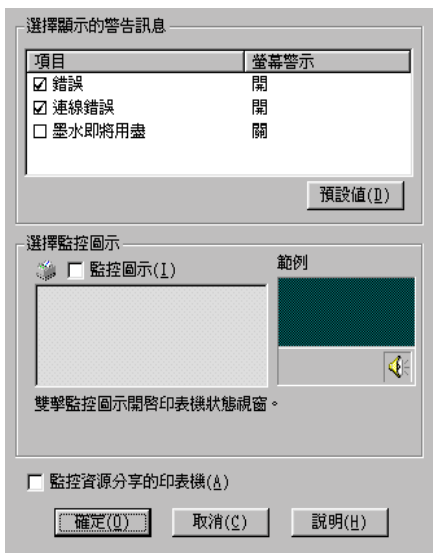 選擇顯示的警告訊息
項目 螢幕警示
錯誤 開
連線錯誤 開
墨水即將用盡 關
預設值(D)
選擇監控圖示
監控圖示(I) 範例
雙擊監控圖示開啓印表機狀態視窗。
監控資源分享的印表機(A)
確定(O) 取消(C) 說明(H)